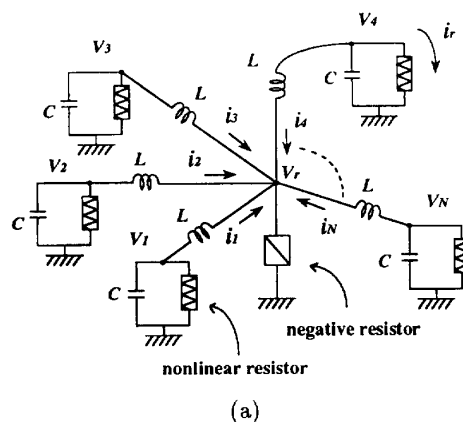 V4
ir
V3
L
C
L
C
i3
i4
V2
L
i2
Vr
C
L
L
VN
V1
i1
iN
C
C
negative resistor
nonlinear resistor
(a)